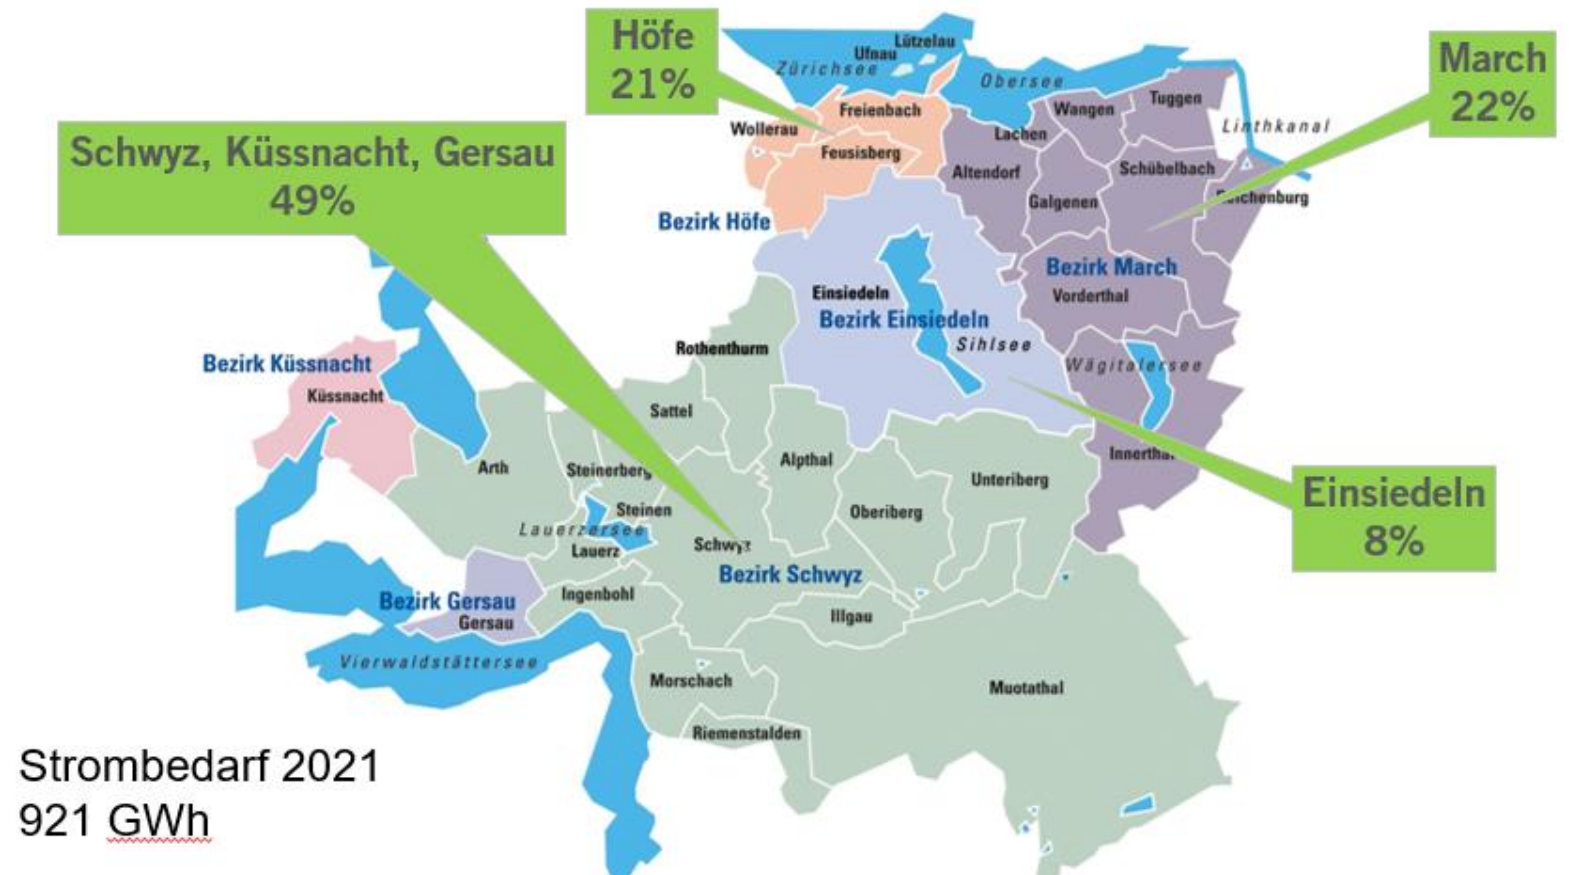 Höfe
21%
March
22%
Schwyz, Küssnacht, Gersau
49%
Einsiedeln
8%
Lützelau
Ufnau
Zürichsee
Obersee
Freienbach
Wollerau
Feusisberg
Bezirk Höfe
Tuggen
Wangen
Lachen
Linthkanal
Altendorf
Schübelbach
Galgenen
Bezirk March
Vorderthal
Einsiedeln
Bezirk Einsiedeln
Sihlsee
Wägitalersee
Bezirk Küssnacht
Küssnacht
Rothenthurm
Sattel
Arth
Steinerberg
Alpthal
Unteriberg
Steinen
Oberiberg
Lauerzersee
Lauerz
Schwyz
Bezirk Schwyz
Ingenbohl
Bezirk Gersau
Gersau
Illgau
Vierwaldstättersee
Morschach
Muotathal
Riemenstalden
Strombedarf 2021
921 GWh